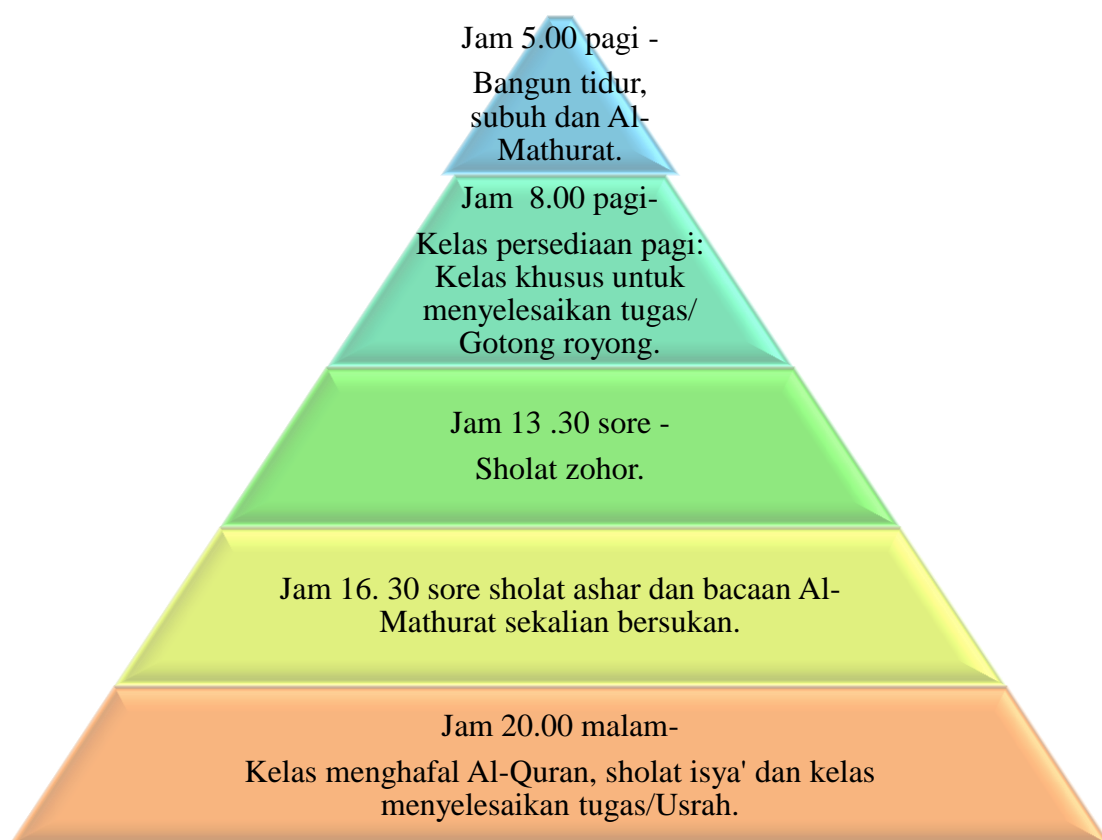 Jam 5.00 pagi -
Bangun tidur,
subuh dan Al-
Mathurat.
Jam  8.00 pagi-
Kelas persediaan pagi:
Kelas khusus untuk
menyelesaikan tugas/
Gotong royong.
Jam 13 .30 sore -
Sholat zohor.
Jam 16. 30 sore sholat ashar dan bacaan Al-
Mathurat sekalian bersukan.
Jam 20.00 malam-
Kelas menghafal Al-Quran, sholat isya' dan kelas
menyelesaikan tugas/Usrah.